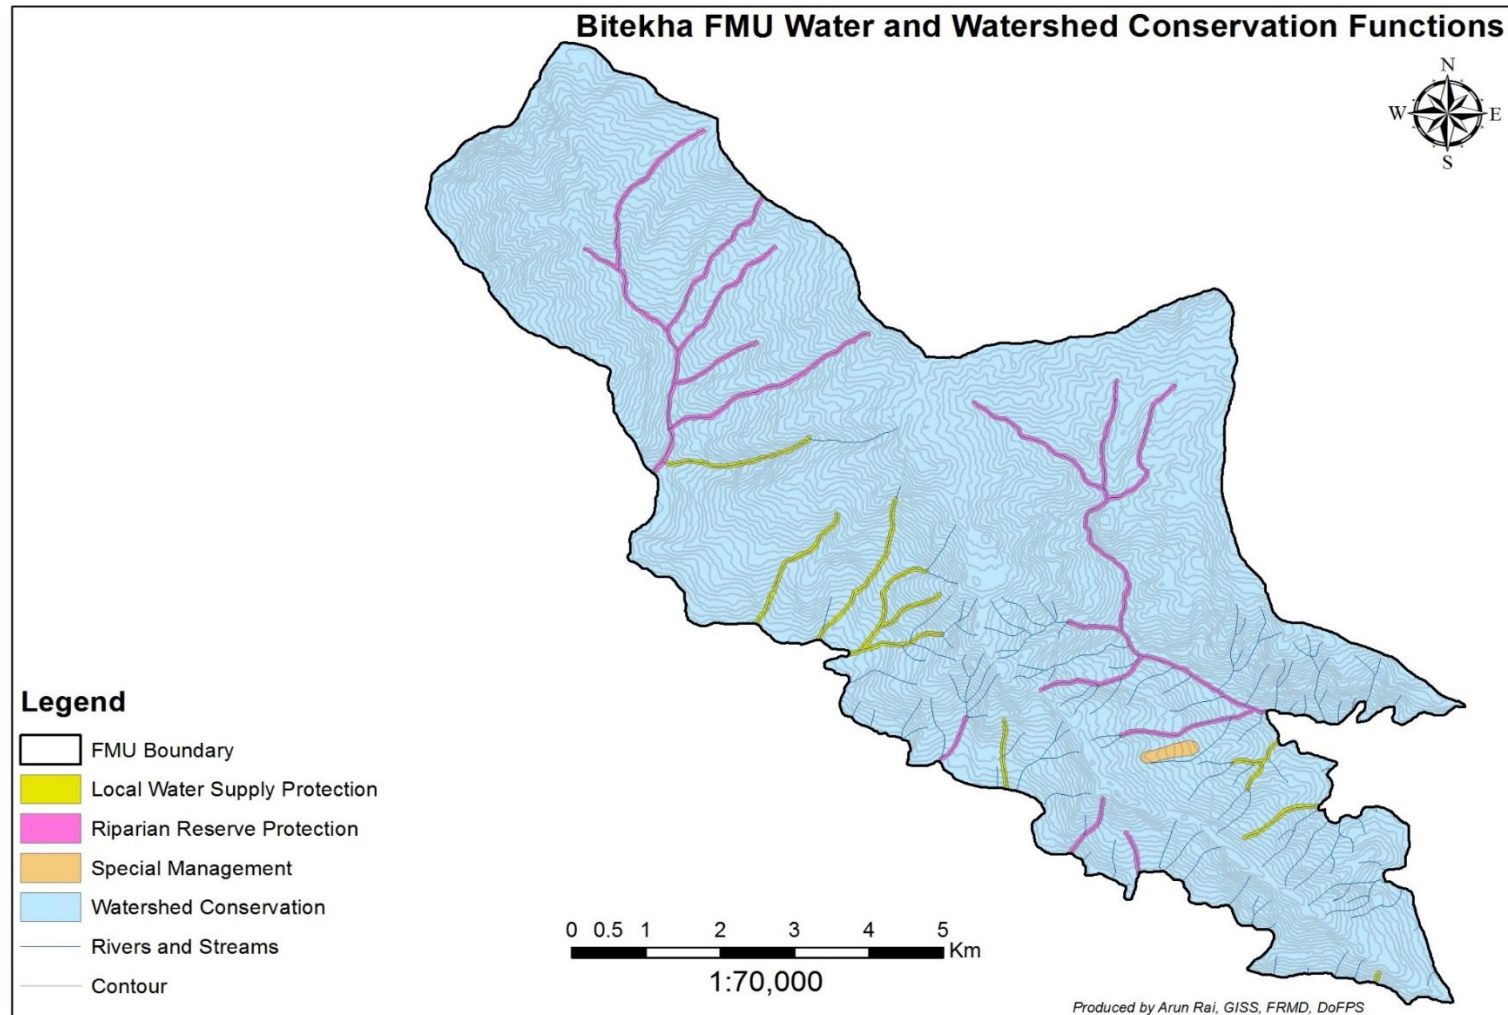 Bitekha FMU Water and Watershed Conservation Functions
N
W E
S
Legend
FMU Boundary
Local Water Supply Protection
Riparian Reserve Protection
Special Management
Watershed Conservation
Rivers and Streams
Contour
0 0.5 1 2 3 4 5
Km
1:70,000
Produced by Arun Rai, GISS, FRMD, DoFPS